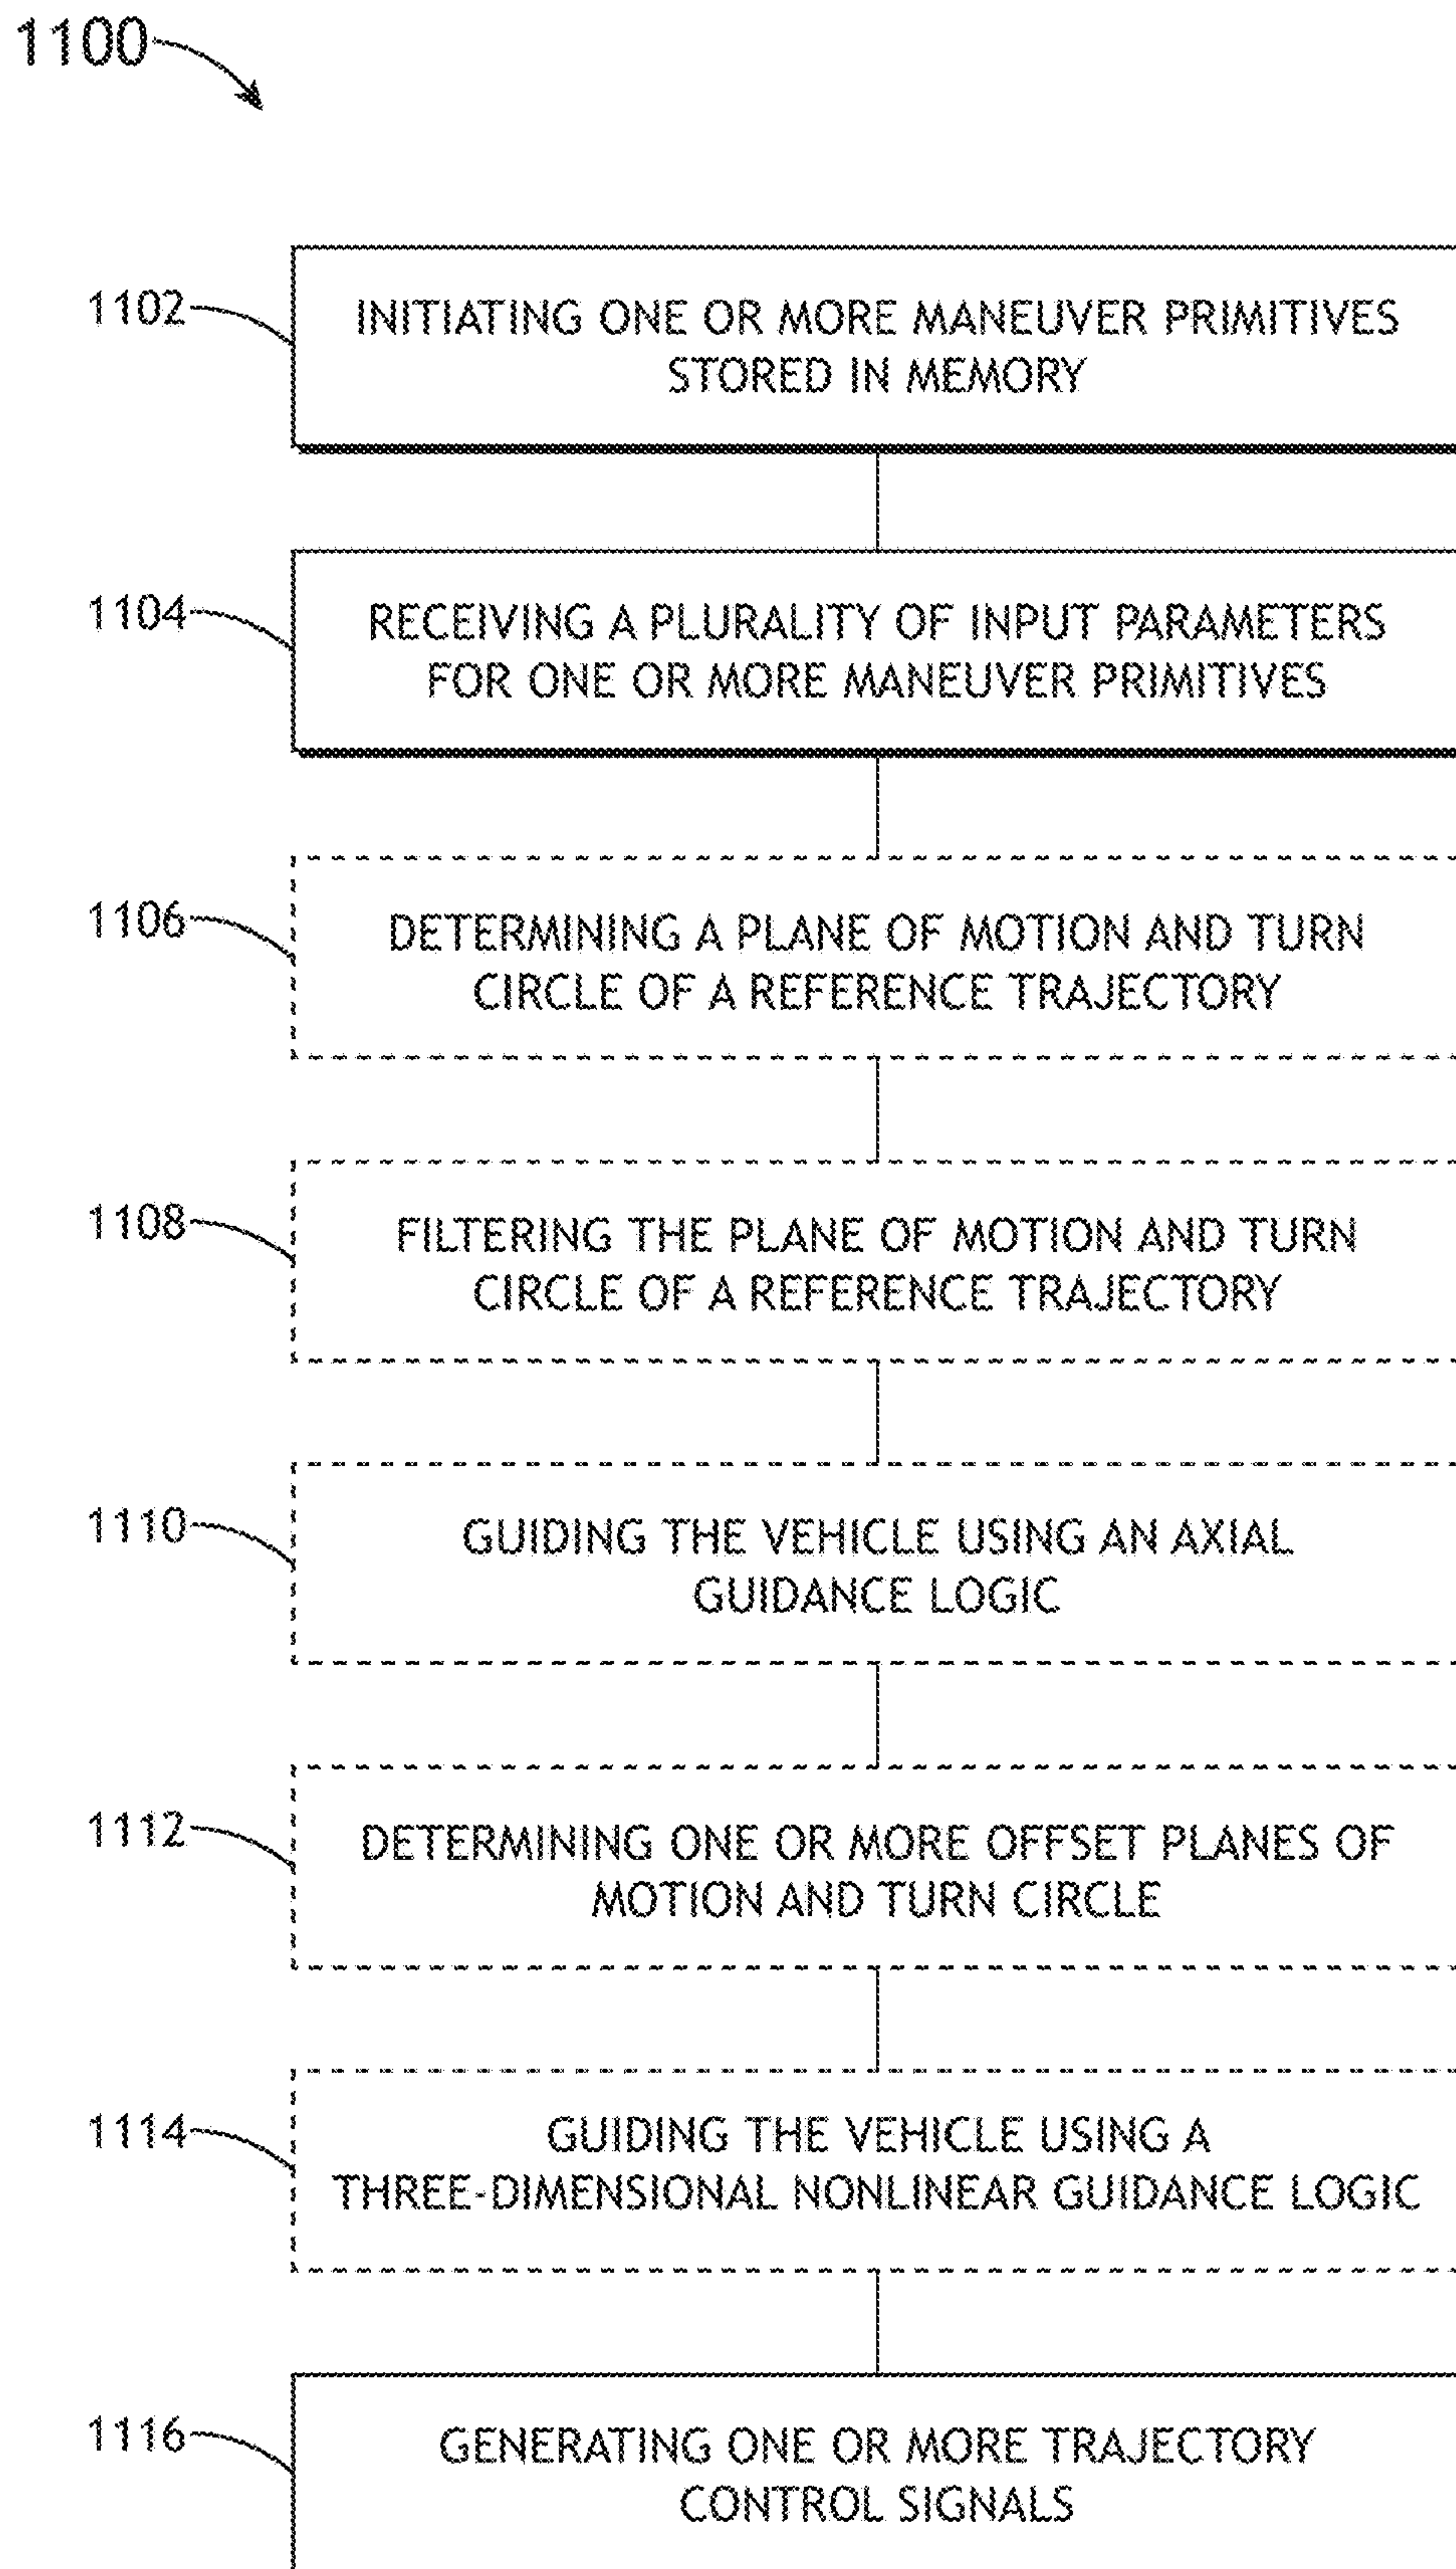 1100
1102
INITIATING ONE OR MORE MANEUVER PRIMITIVES
STORED IN MEMORY
1104
RECEIVING A PLURALITY OF INPUT PARAMETERS
FOR ONE OR MORE MANEUVER PRIMITIVES
1106
DETERMINING A PLANE OF MOTION AND TURN
CIRCLE OF A REFERENCE TRAJECTORY
1108
FILTERING THE PLANE OF MOTION AND TURN
CIRCLE OF A REFERENCE TRAJECTORY
1110
GUIDING THE VEHICLE USING AN AXIAL
GUIDANCE LOGIC
1112
DETERMINING ONE OR MORE OFFSET PLANES OF
MOTION AND TURN CIRCLE
1114
GUIDING THE VEHICLE USING A
THREE-DIMENSIONAL NONLINEAR GUIDANCE LOGIC
1116
GENERATING ONE OR MORE TRAJECTORY
CONTROL SIGNALS